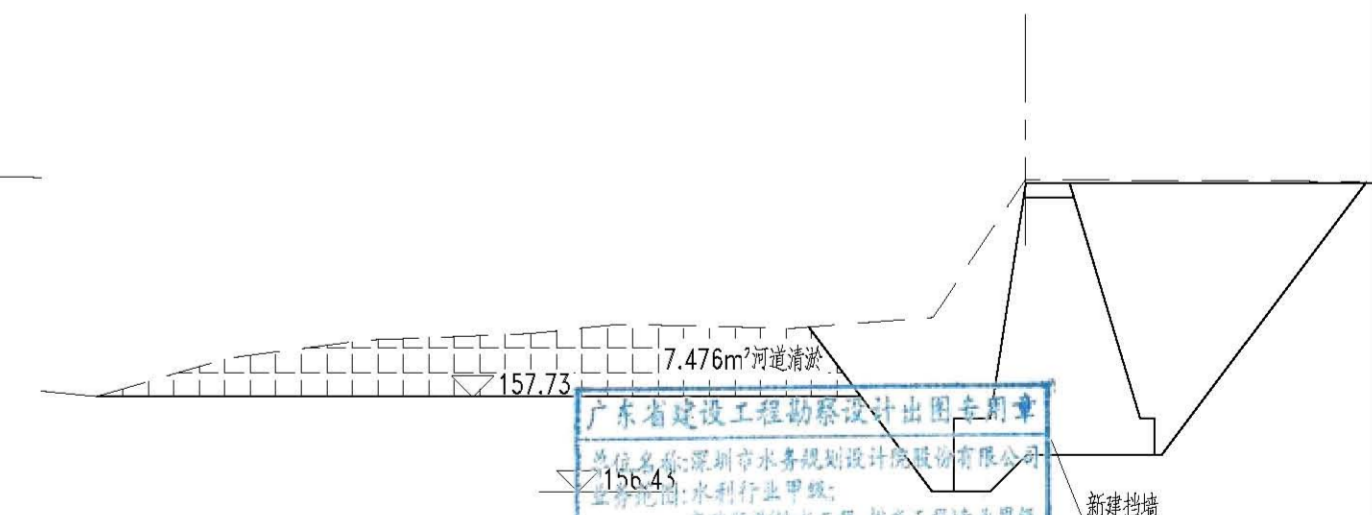 7.476m²河道清淤
157.73
广东省建设工程勘察设计出图专用章
单位名称:深圳市水务规划设计院股份有限公司
156.43
业务范围:水利行业甲级;
新建挡墙